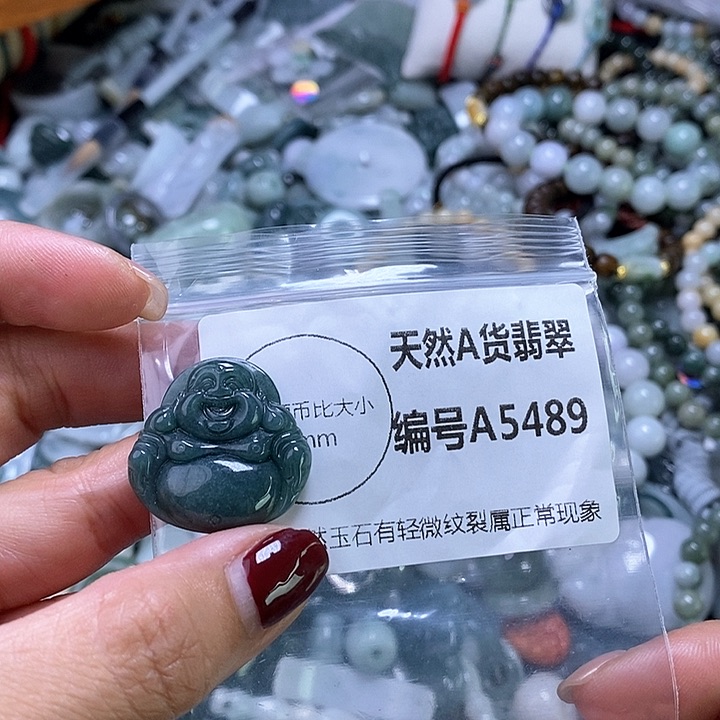 天然A货翡翠
币比大小
mm
编号A5489
玉石有轻微纹裂属正常现象